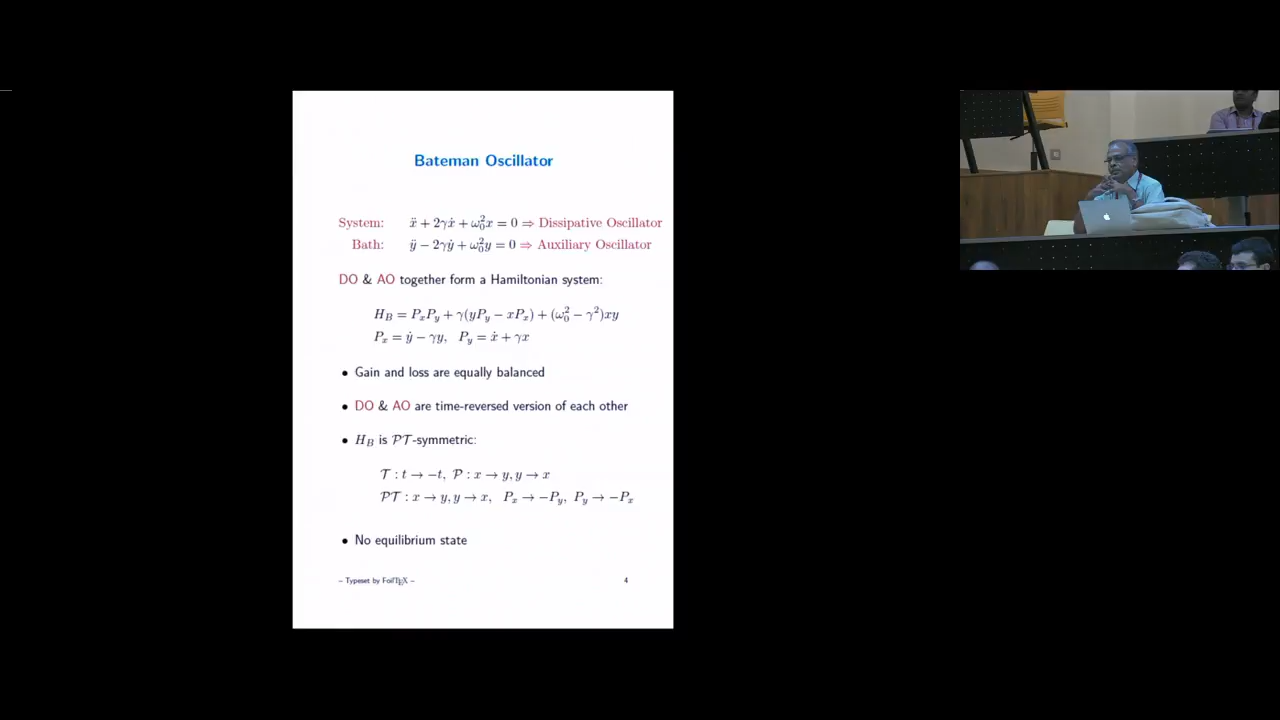 Bateman Oscillator
System: ẍ + 2γẋ + ω₀²x = 0 ⇒ Dissipative Oscillator
Bath: ÿ − 2γẏ + ω₀²y = 0 ⇒ Auxiliary Oscillator
DO & AO together form a Hamiltonian system:
H_B = P_xP_y + γ(yP_y − xP_x) + (ω₀² − γ²)xy
P_x = ẏ − γy, P_y = ẋ + γx
• Gain and loss are equally balanced
• DO & AO are time-reversed version of each other
• H_B is 𝒫𝒯-symmetric:
𝒯 : t → −t, 𝒫 : x → y, y → x
𝒫𝒯 : x → y, y → x, P_x → −P_y, P_y → −P_x
• No equilibrium state
– Typeset by FoilTEX – 4